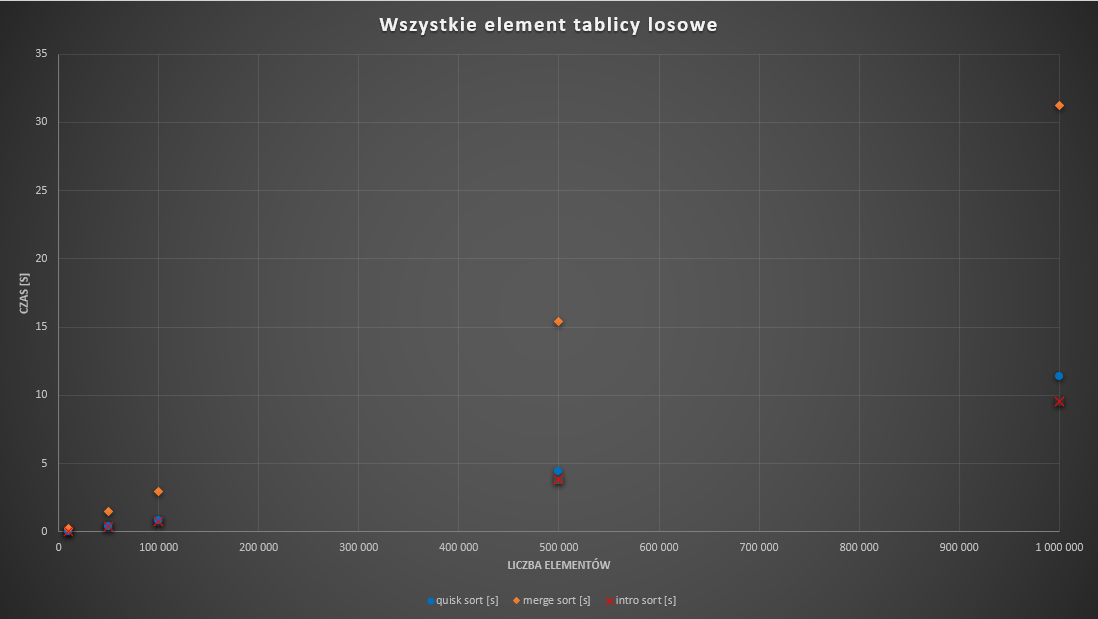 Wszystkie element tablicy losowe
35
30
25
20
15
10
5
0
CZAS [S]
0 100 000 200 000 300 000 400 000 500 000 600 000 700 000 800 000 900 000 1 000 000
LICZBA ELEMENTÓW
quisk sort [s] merge sort [s] intro sort [s]